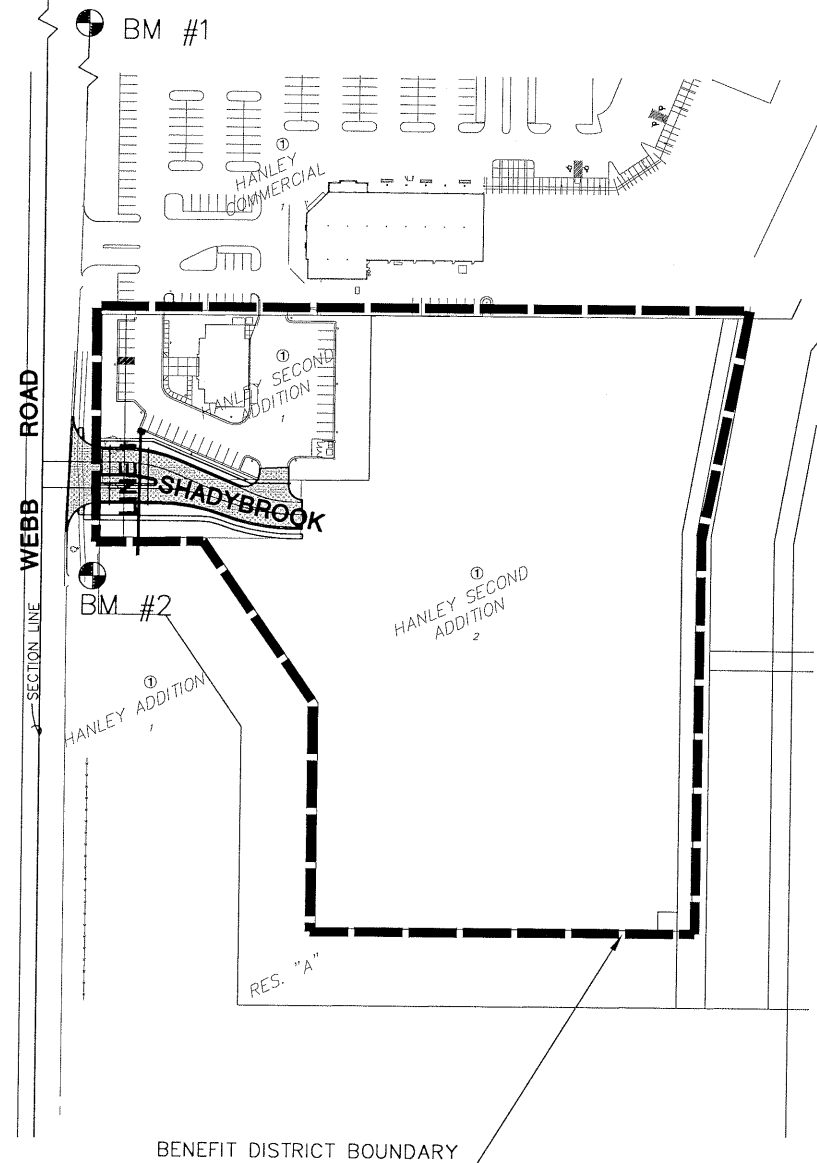 BM #1
①
HANLEY
COMMERCIAL
1
①
HANLEY SECOND
ADDITION
1
WEBB ROAD
LINE 1
SHADYBROOK
BM #2
SECTION LINE
①
HANLEY SECOND
ADDITION
2
①
HANLEY ADDITION
1
RES. "A"
BENEFIT DISTRICT BOUNDARY